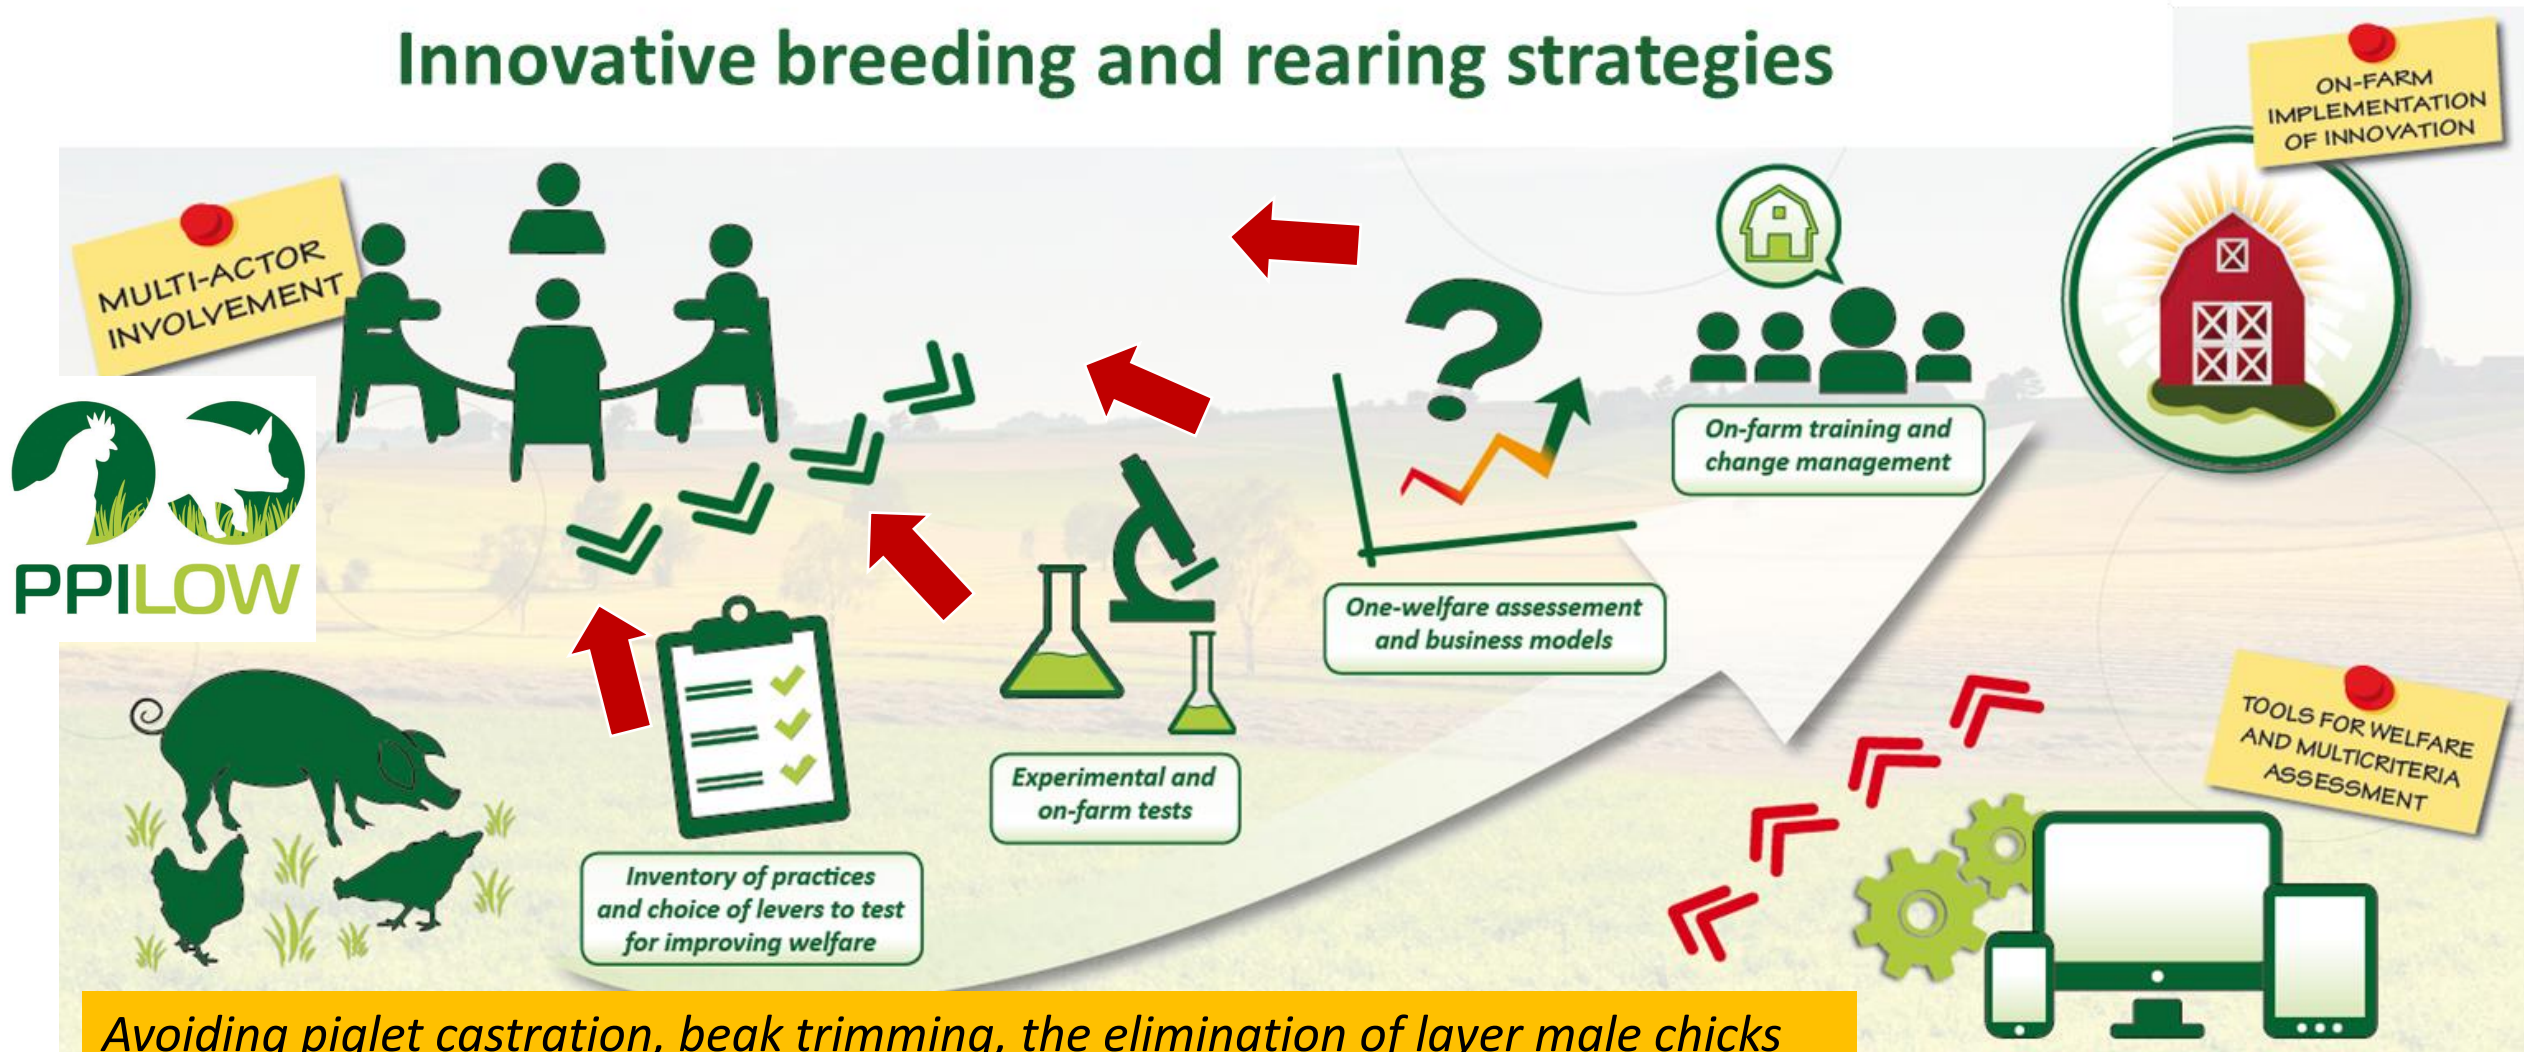 Innovative breeding and rearing strategies
ON-FARM
IMPLEMENTATION
OF INNOVATION
MULTI-ACTOR
INVOLVEMENT
PPILOW
On-farm training and
change management
One-welfare assessement
and business models
Experimental and
on-farm tests
Inventory of practices
and choice of levers to test
for improving welfare
TOOLS FOR WELFARE
AND MULTICRITERIA
ASSESSMENT
Avoiding piglet castration, beak trimming, the elimination of layer male chicks